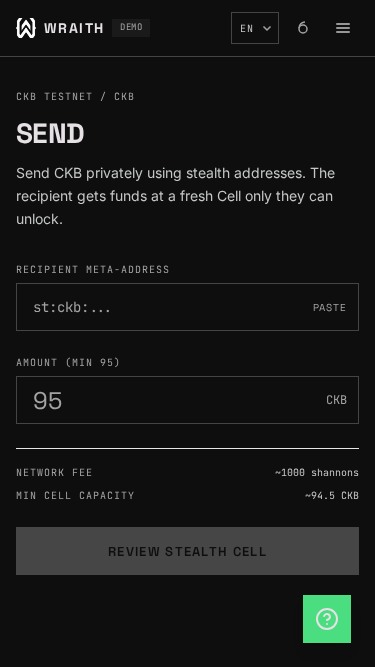 WRAITH DEMO EN
CKB TESTNET / CKB
SEND
Send CKB privately using stealth addresses. The
recipient gets funds at a fresh Cell only they can
unlock.
RECIPIENT META-ADDRESS
st:ckb:... PASTE
AMOUNT (MIN 95)
95 CKB
NETWORK FEE ~1000 shannons
MIN CELL CAPACITY ~94.5 CKB
REVIEW STEALTH CELL